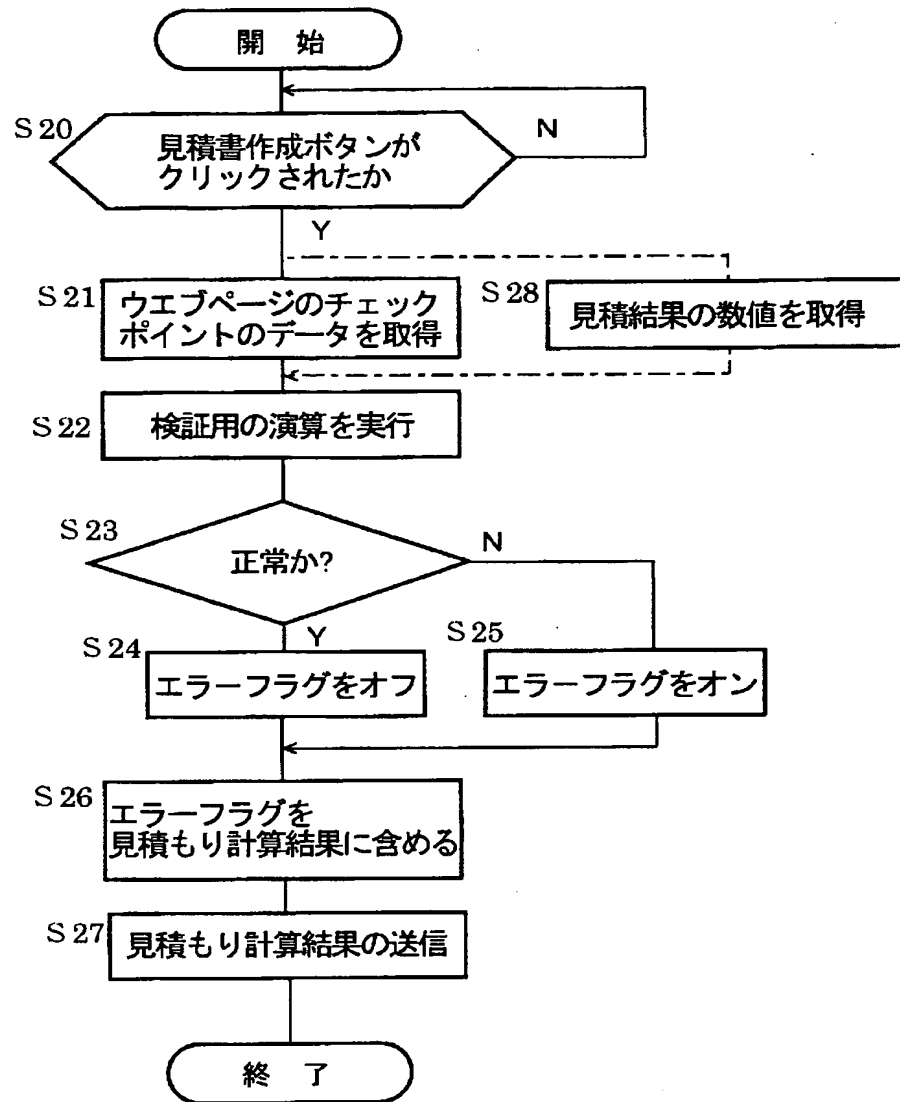 開 始
S20
見積書作成ボタンが
クリックされたか
N
Y
S21
ウエブページのチェック
ポイントのデータを取得
S28
見積結果の数値を取得
S22
検証用の演算を実行
S23
正常か?
N
Y
S24
エラーフラグをオフ
S25
エラーフラグをオン
S26
エラーフラグを
見積もり計算結果に含める
S27
見積もり計算結果の送信
終 了